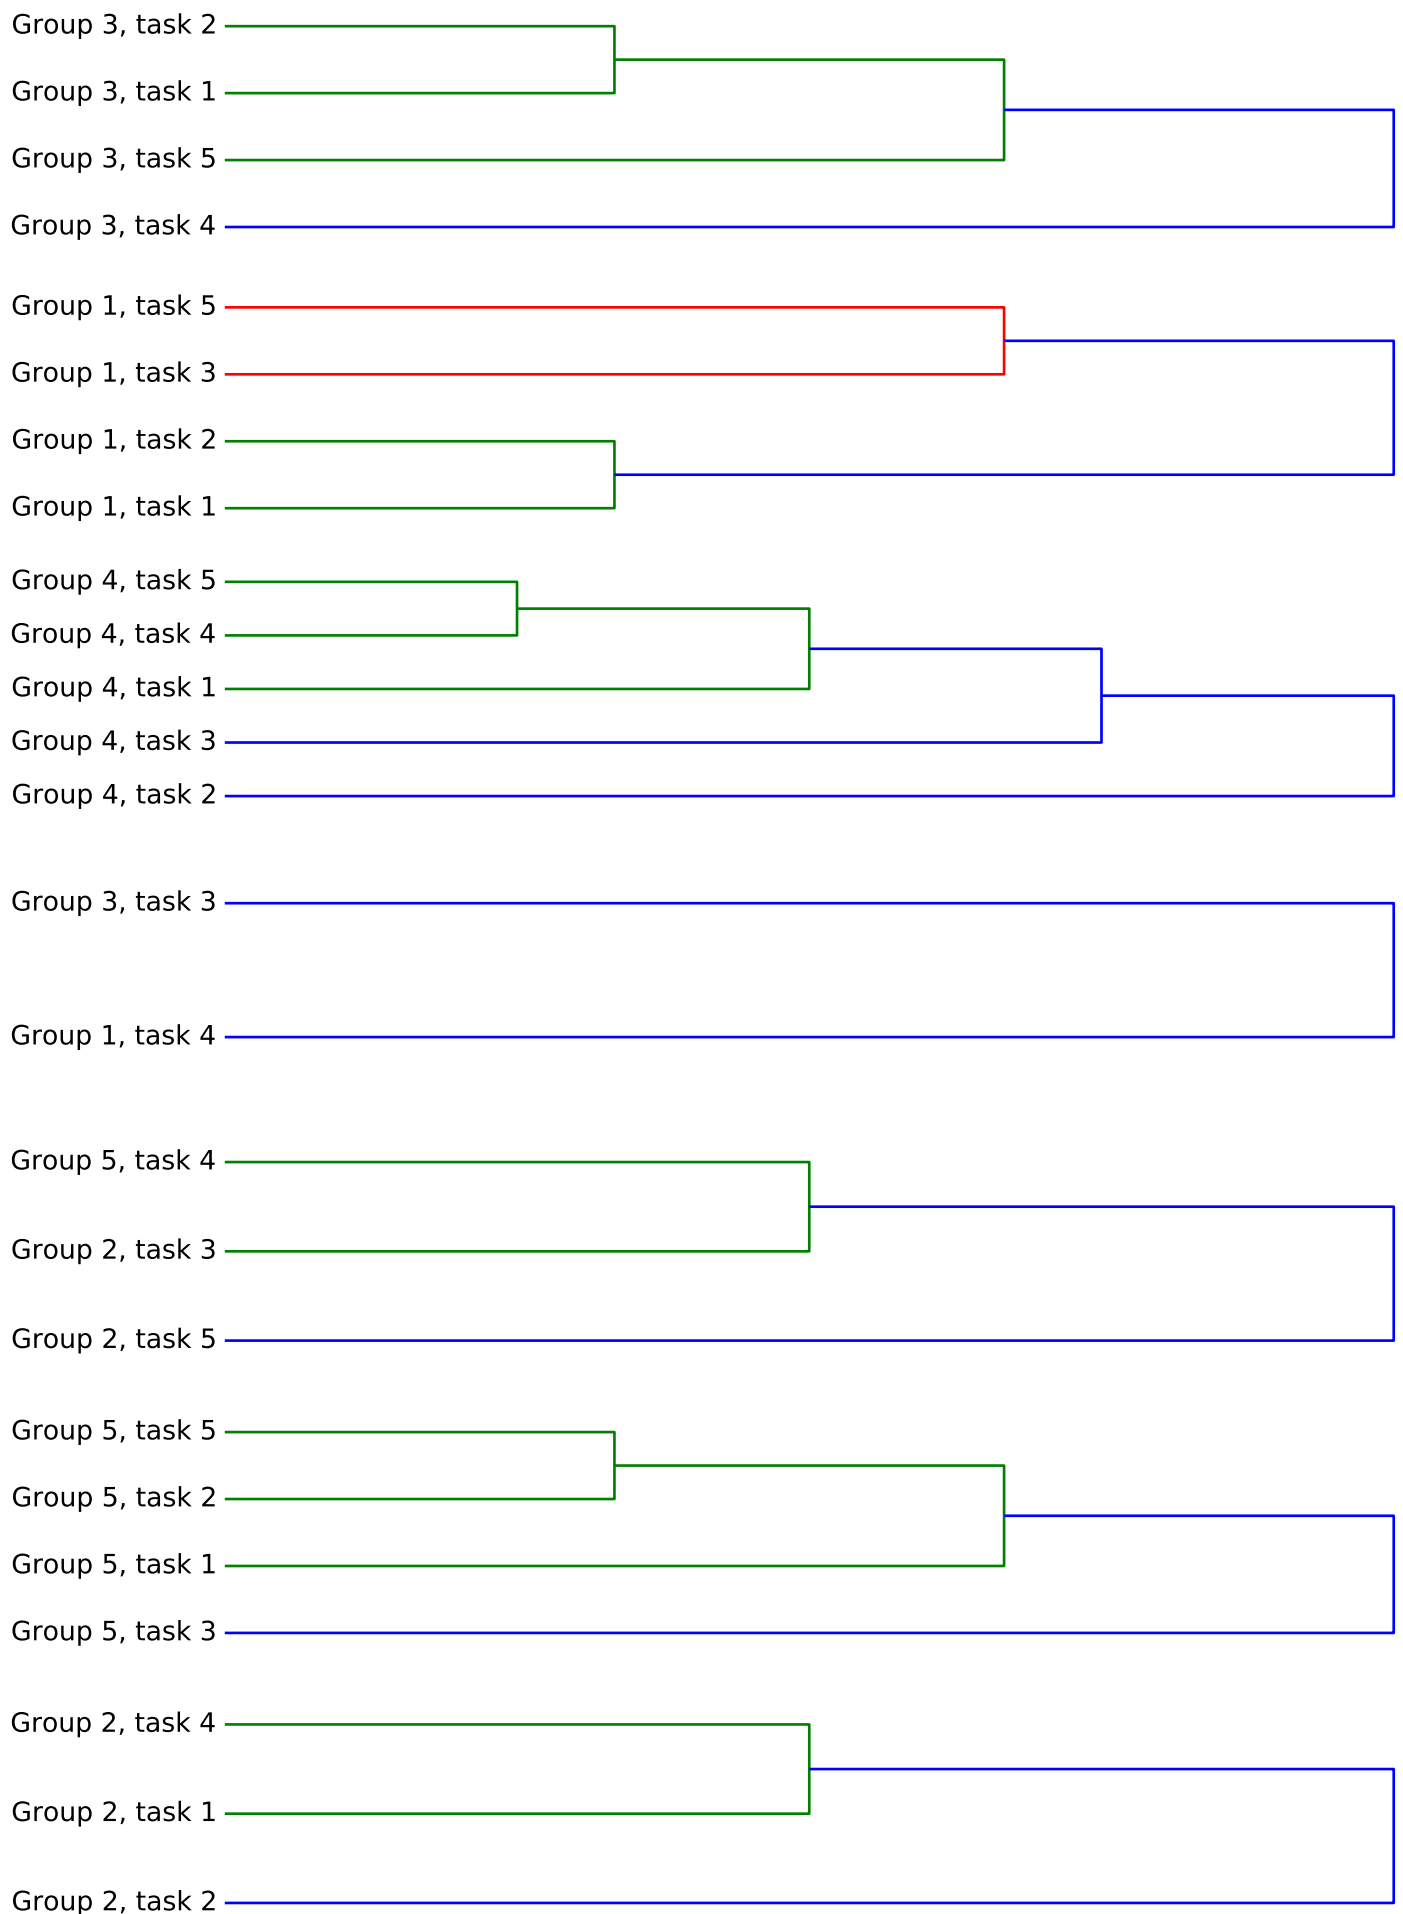 Group 3, task 2
Group 3, task 1
Group 3, task 5
Group 3, task 4
Group 1, task 5
Group 1, task 3
Group 1, task 2
Group 1, task 1
Group 4, task 5
Group 4, task 4
Group 4, task 1
Group 4, task 3
Group 4, task 2
Group 3, task 3
Group 1, task 4
Group 5, task 4
Group 2, task 3
Group 2, task 5
Group 5, task 5
Group 5, task 2
Group 5, task 1
Group 5, task 3
Group 2, task 4
Group 2, task 1
Group 2, task 2